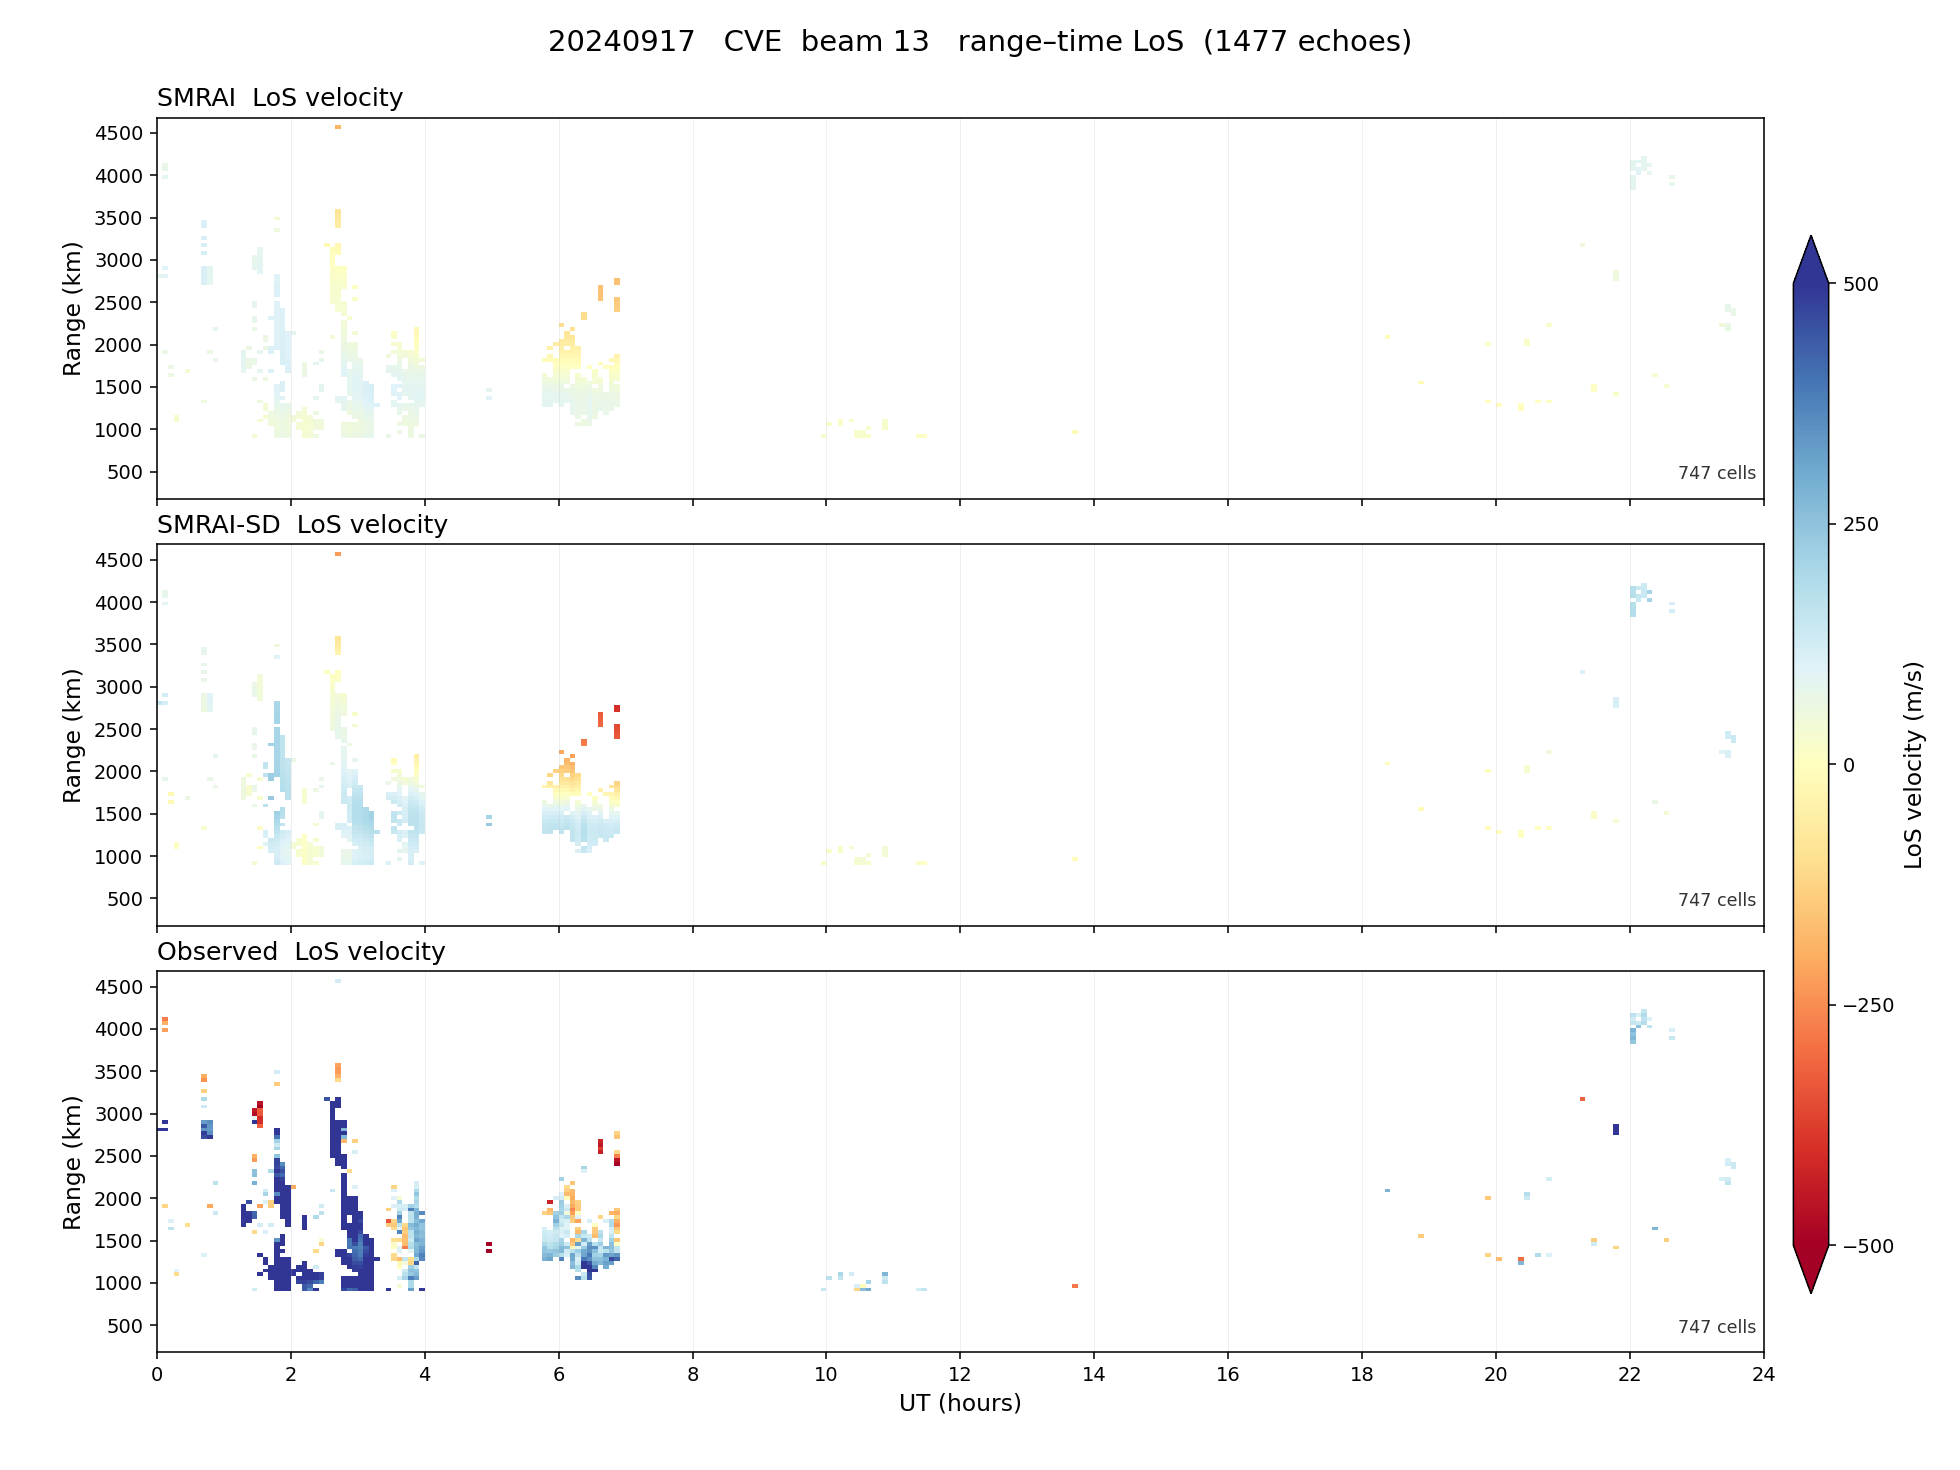 20240917   CVE  beam 13   range–time LoS  (1477 echoes)
SMRAI  LoS velocity
4500
4000
3500
3000
2500
2000
1500
1000
500
Range (km)
747 cells
SMRAI-SD  LoS velocity
4500
4000
3500
3000
2500
2000
1500
1000
500
Range (km)
747 cells
Observed  LoS velocity
4500
4000
3500
3000
2500
2000
1500
1000
500
Range (km)
747 cells
0 2 4 6 8 10 12 14 16 18 20 22 24
UT (hours)
500
250
0
−250
−500
LoS velocity (m/s)